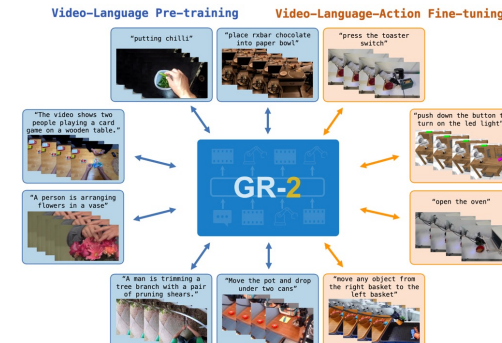 Video-Language Pre-training
Video-Language-Action Fine-tuning
"putting chilli"
"place rxbar chocolate
into paper bowl"
"press the toaster
switch"
"The video shows two
people playing a card
game on a wooden table."
"push down the button
turn on the led light"
GR-2
"A person is arranging
flowers in a vase"
"open the oven"
"A man is trimming a
tree branch with a pair
of pruning shears."
"Move the pot and drop
under two cans"
"move any object from
the right basket to the
left basket"